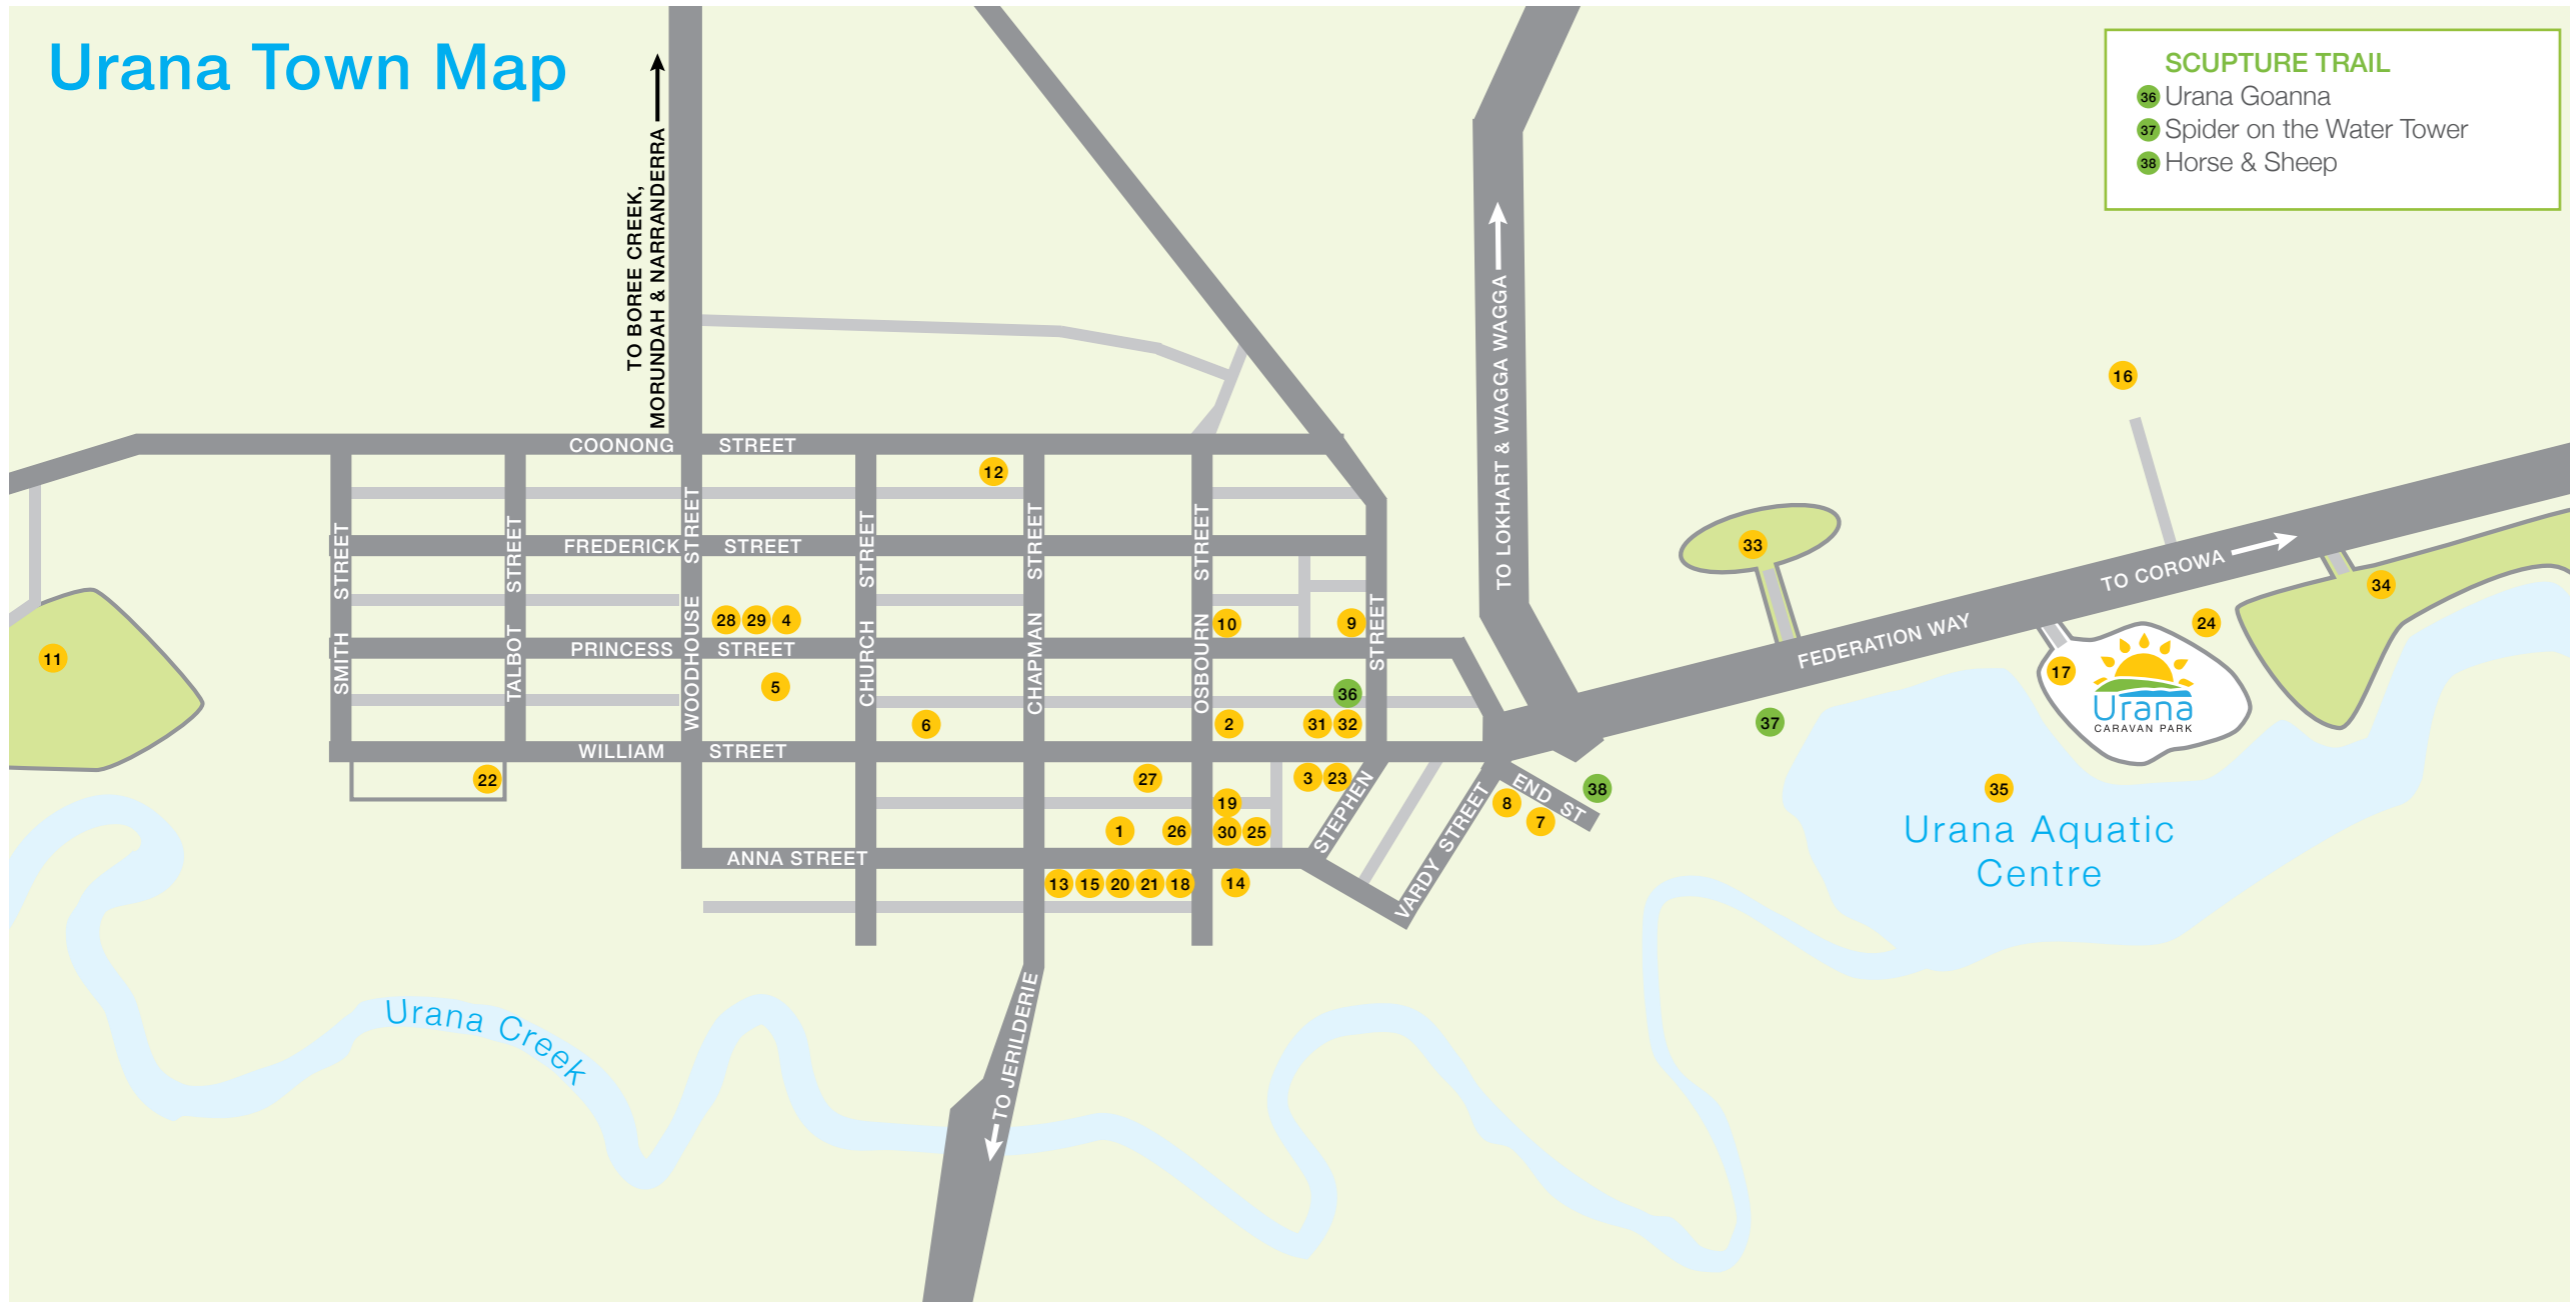 Urana Town Map
SCUPTURE TRAIL
36 Urana Goanna
37 Spider on the Water Tower
38 Horse & Sheep
TO BOREE CREEK,
MORUNDAH & NARRANDERRA
TO LOKHART & WAGGA WAGGA
16
COONONG STREET
12
SMITH STREET
TALBOT STREET
WOODHOUSE STREET
CHURCH STREET
CHAPMAN STREET
OSBOURN STREET
STEPHEN STREET
FREDERICK STREET
33
TO COROWA
34
FEDERATION WAY
28 29 4
10
9
24
11
PRINCESS STREET
17
Urana
CARAVAN PARK
5
36
6
2
31 32
37
WILLIAM STREET
22
27
3 23
END ST
38
35
VARDY STREET
8
7
19
1
26
30 25
Urana Aquatic
Centre
ANNA STREET
13 15 20 21 18
14
Urana Creek
TO JERILDERIE